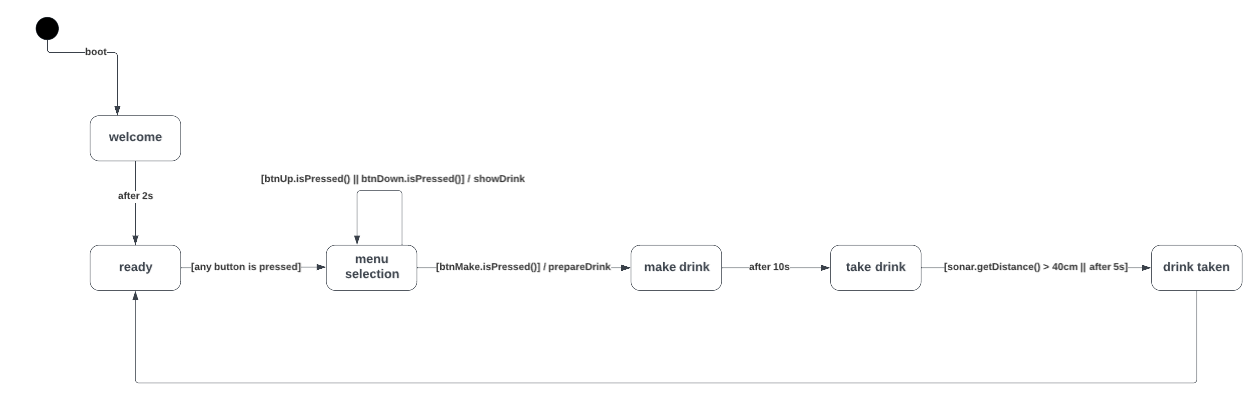 boot
welcome
after 2s
[btnUp.isPressed() || btnDown.isPressed()] / showDrink
ready
[any button is pressed]
menu
selection
[btnMake.isPressed()] / prepareDrink
make drink
after 10s
take drink
[sonar.getDistance() > 40cm || after 5s]
drink taken